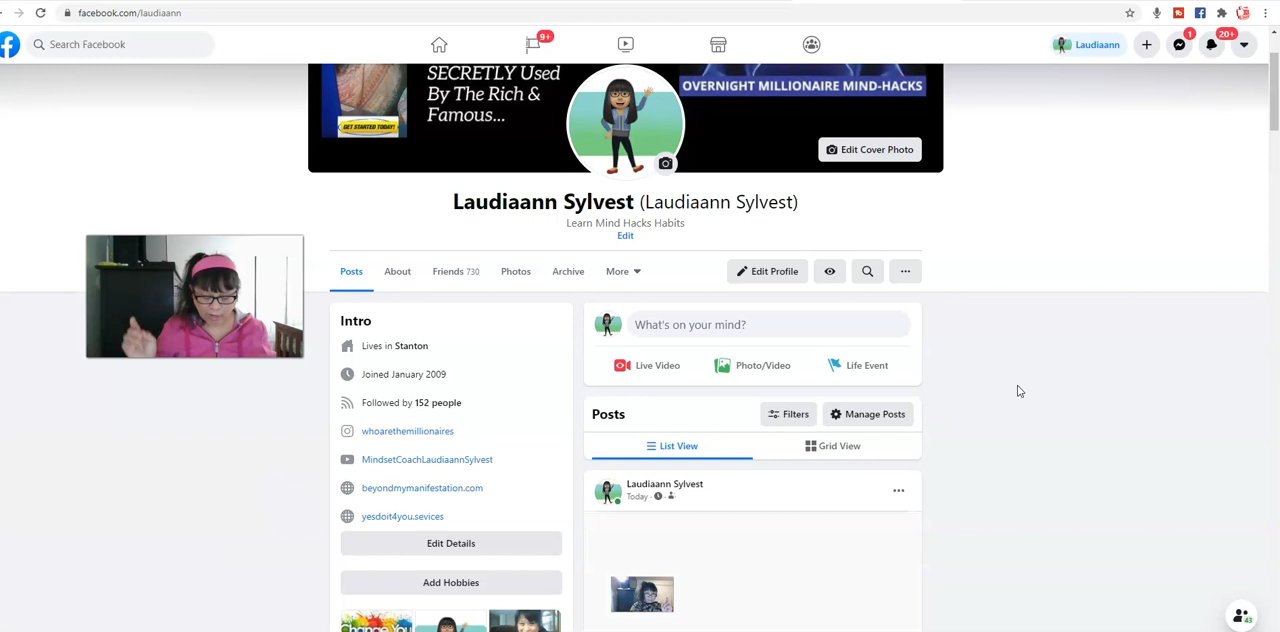 facebook.com/laudiaann
Search Facebook
9+
Laudiaann
1
20+
SECRETLY Used
By The Rich &
Famous...
GET STARTED TODAY!
OVERNIGHT MILLIONAIRE MIND-HACKS
Edit Cover Photo
Laudiaann Sylvest (Laudiaann Sylvest)
Learn Mind Hacks Habits
Edit
Posts
About
Friends 730
Photos
Archive
More
Edit Profile
Intro
Lives in Stanton
Joined January 2009
Followed by 152 people
whoarethemillionaires
MindsetCoachLaudiaannSylvest
beyondmymanifestation.com
yesdoit4you.sevices
Edit Details
Add Hobbies
What's on your mind?
Live Video
Photo/Video
Life Event
Posts
Filters
Manage Posts
List View
Grid View
Laudiaann Sylvest
Today
43